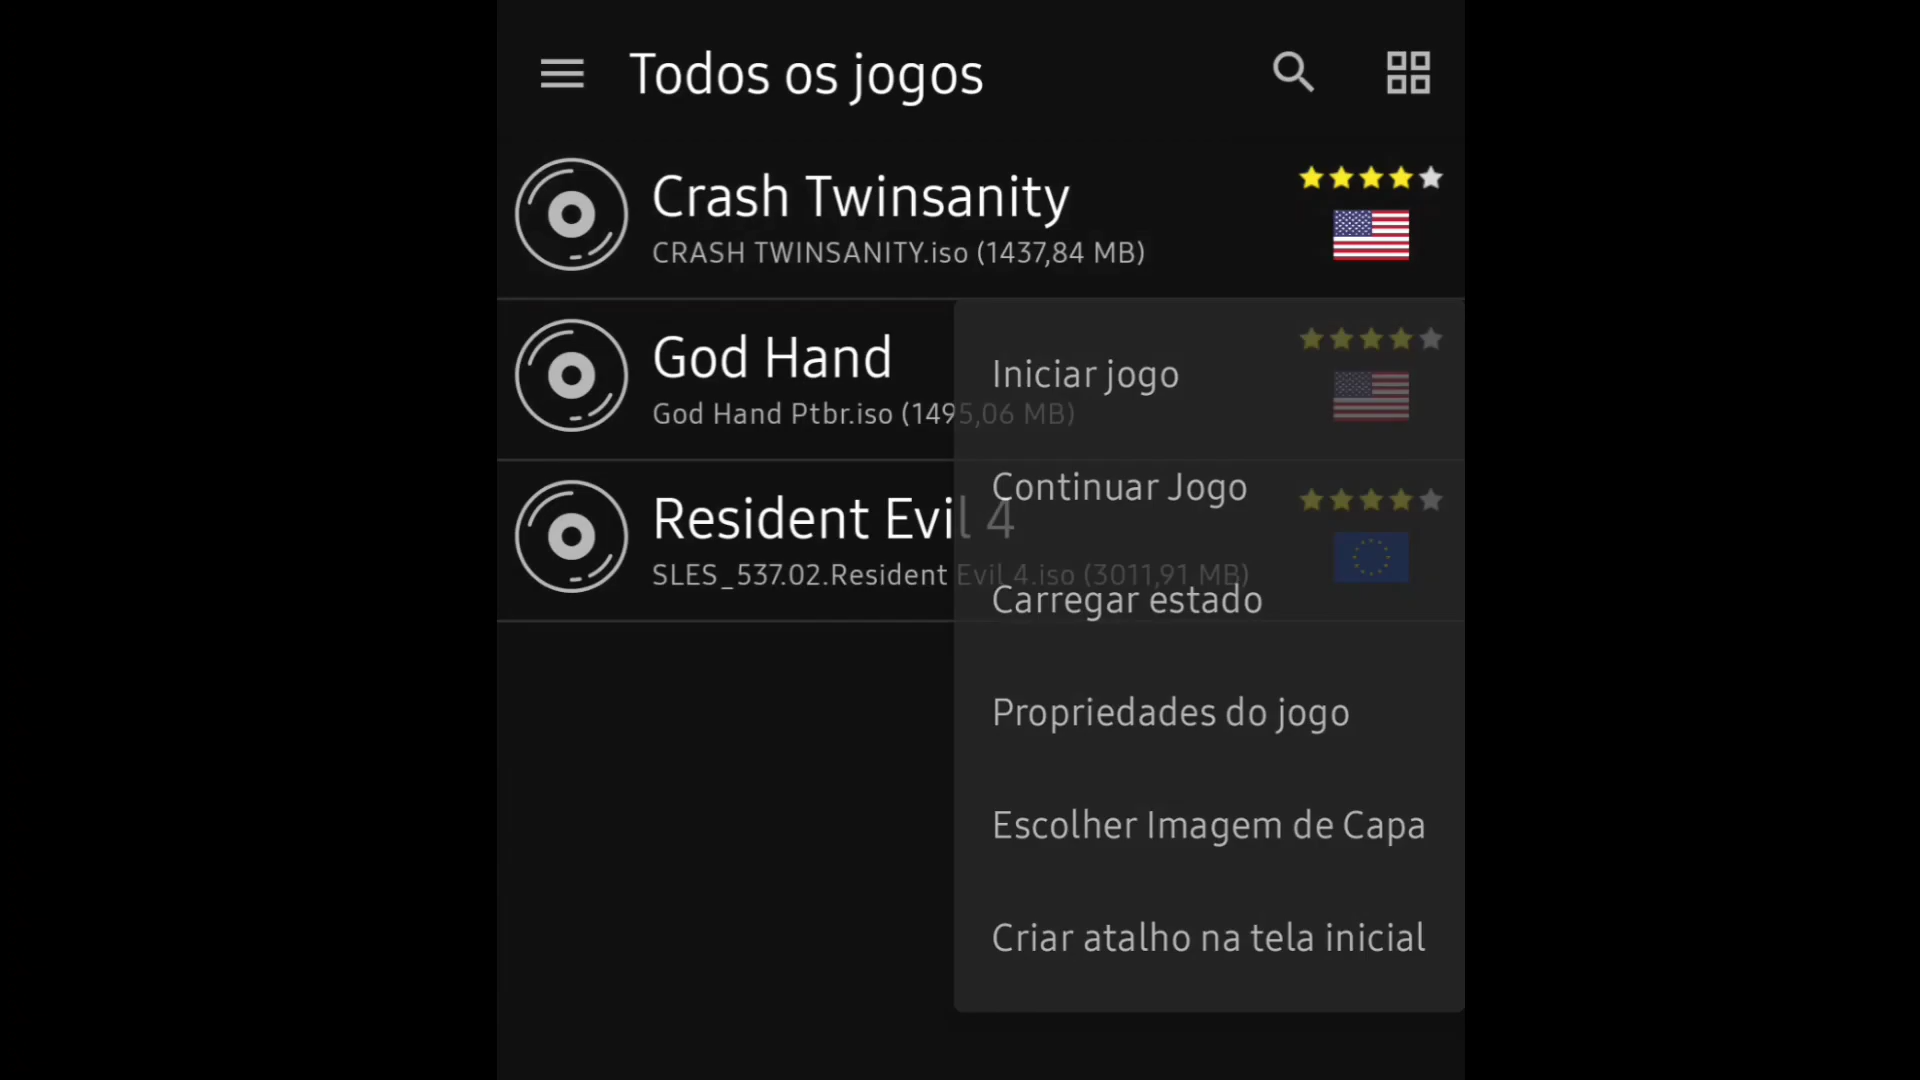 Todos os jogos
Crash Twinsanity
CRASH TWINSANITY.iso (1437,84 MB)
God Hand
God Hand Ptbr.iso (1495,06 MB)
Resident Evil 4
SLES_537.02.Resident Evil 4.iso (3011,91 MB)
Iniciar jogo
Continuar Jogo
Carregar estado
Propriedades do jogo
Escolher Imagem de Capa
Criar atalho na tela inicial